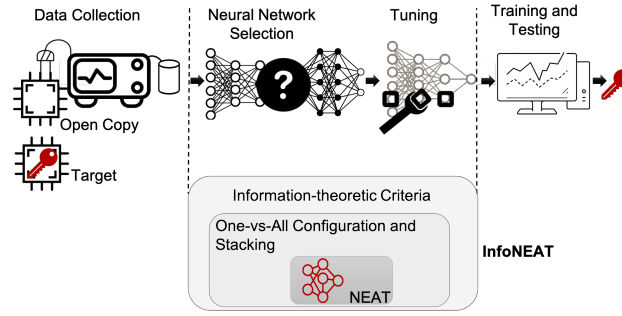 Data Collection
Neural Network
Selection
Tuning
Training and
Testing
?
Open Copy
Target
Information-theoretic Criteria
One-vs-All Configuration and
Stacking
NEAT
InfoNEAT